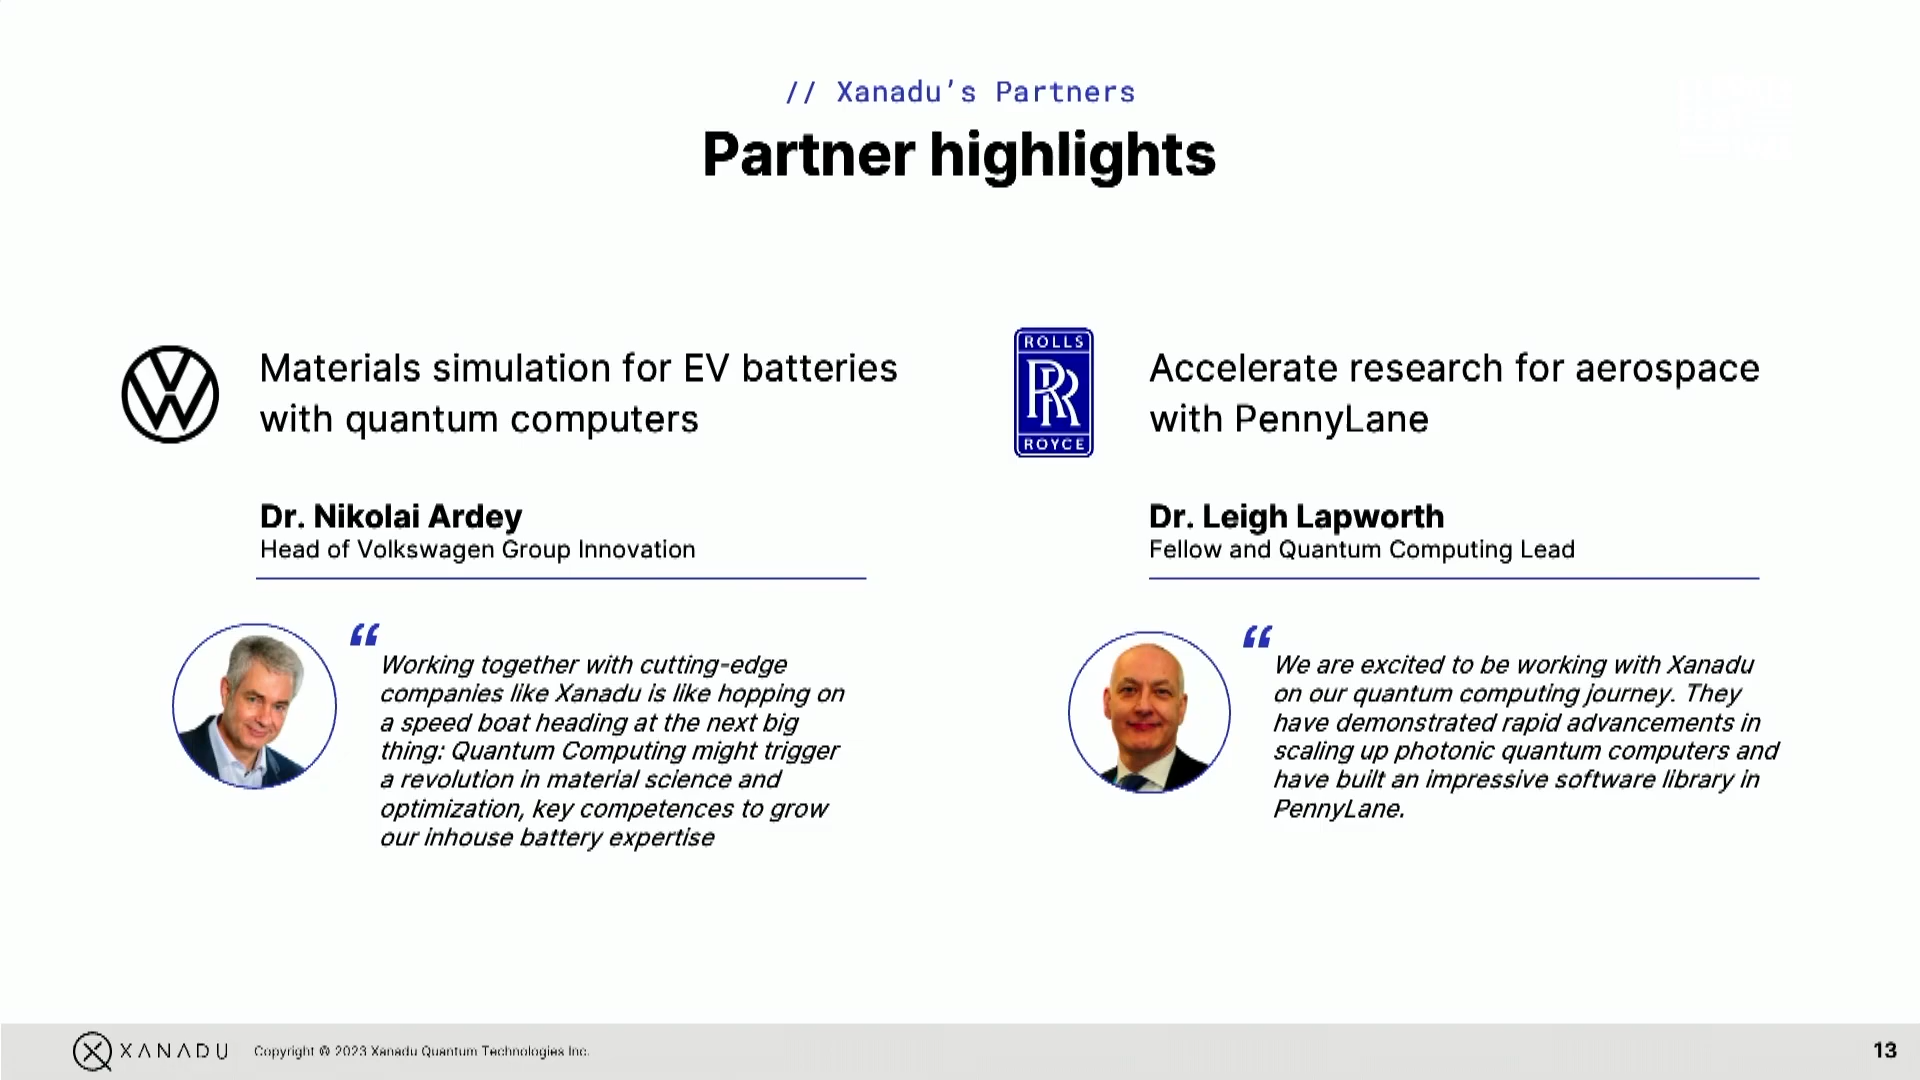 // Xanadu's Partners
Partner highlights
Materials simulation for EV batteries
with quantum computers
Dr. Nikolai Ardey
Head of Volkswagen Group Innovation
“
Working together with cutting-edge
companies like Xanadu is like hopping on
a speed boat heading at the next big
thing: Quantum Computing might trigger
a revolution in material science and
optimization, key competences to grow
our inhouse battery expertise
ROLLS
RR
ROYCE
Accelerate research for aerospace
with PennyLane
Dr. Leigh Lapworth
Fellow and Quantum Computing Lead
“
We are excited to be working with Xanadu
on our quantum computing journey. They
have demonstrated rapid advancements in
scaling up photonic quantum computers and
have built an impressive software library in
PennyLane.
XANADU
Copyright © 2023 Xanadu Quantum Technologies Inc.
13